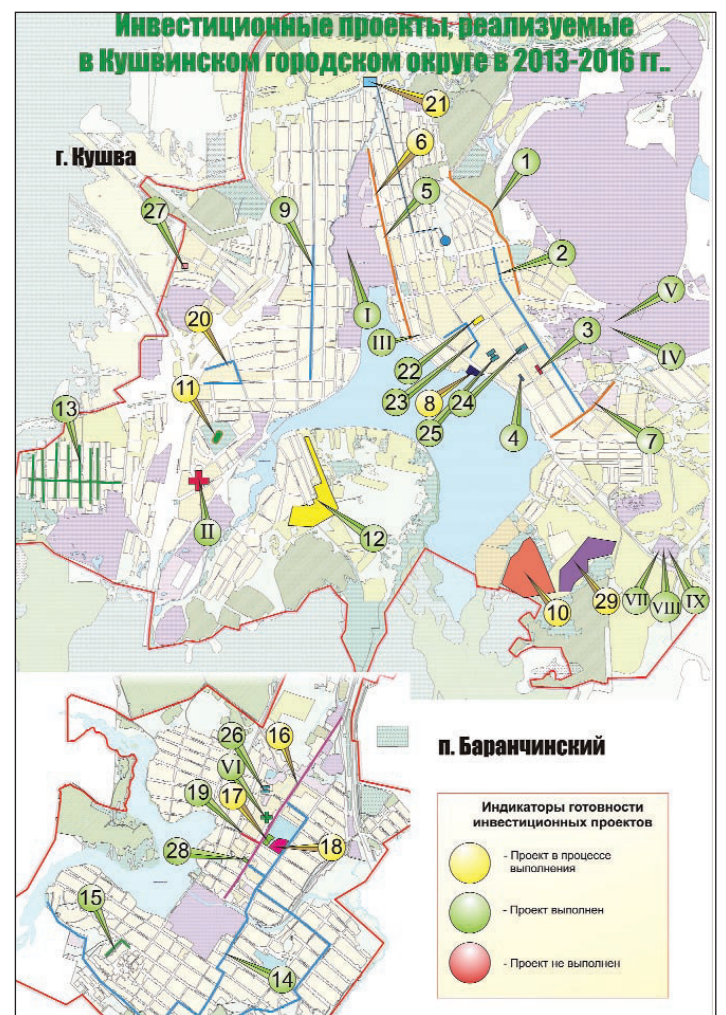 Инвестиционные проекты, реализуемые
в Кушвинском городском округе в 2013-2016 гг..
21
г. Кушва
6
1
27
9
5
2
I
V
20
III
3
IV
22
11
23
8
24
13
25
4
7
II
12
10
29
VII
VIII
IX
26
16
п. Баранчинский
VI
17
19
18
28
15
14
Индикаторы готовности
инвестиционных проектов
- Проект в процессе
выполнения
- Проект выполнен
- Проект не выполнен